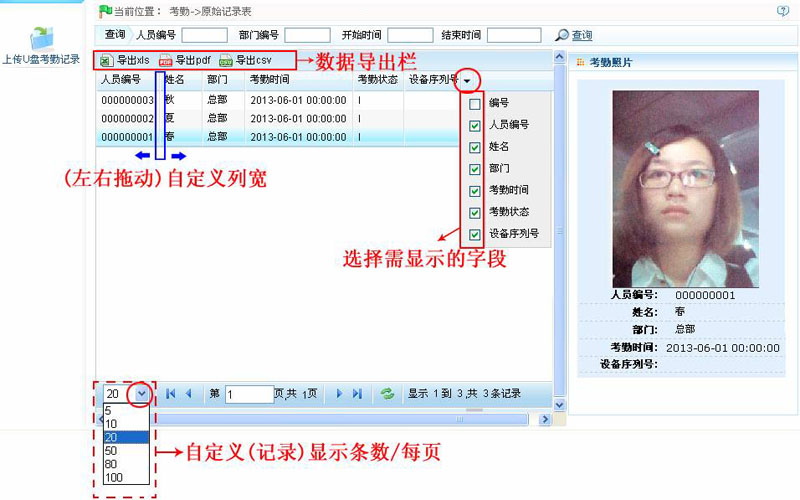 当前位置： 考勤->原始记录表
上传U盘考勤记录
查询 人员编号 部门编号 开始时间 结束时间 查询
导出xls 导出pdf 导出csv
数据导出栏
人员编号 姓名 部门 考勤时间 考勤状态 设备序列号
000000003 秋 总部 2013-06-01 00:00:00 I
000000002 夏 总部 2013-06-01 00:00:00 I
000000001 春 总部 2013-06-01 00:00:00 I
编号
人员编号
姓名
部门
考勤时间
考勤状态
设备序列号
(左右拖动)自定义列宽
选择需显示的字段
考勤照片
人员编号: 000000001
姓名: 春
部门: 总部
考勤时间: 2013-06-01 00:00:00
设备序列号:
20 第 1 页,共 1页 显示 1 到 3 ,共 3 条记录
5
10
20
50
80
100
自定义(记录)显示条数/每页